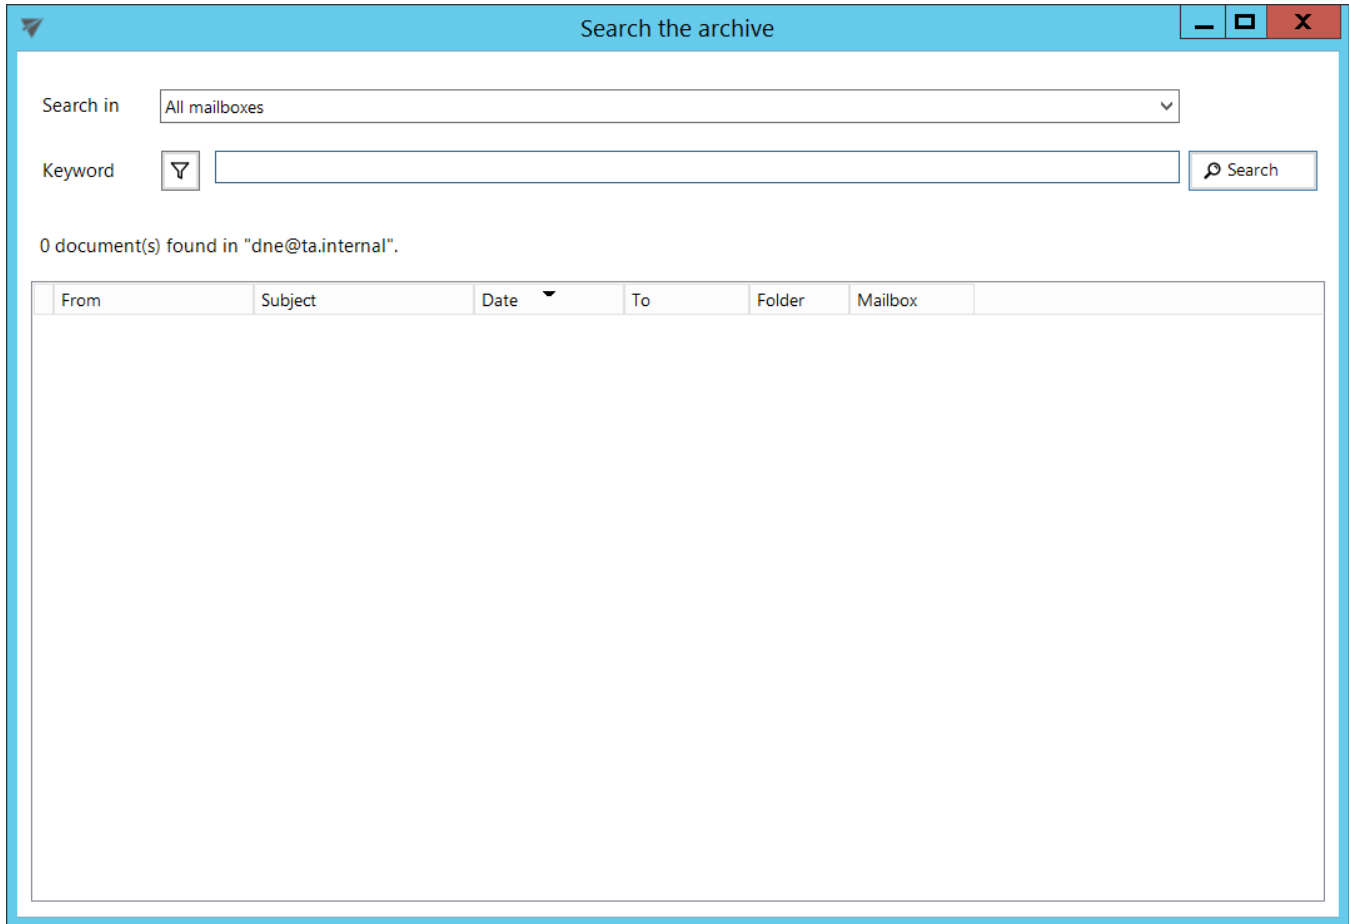 Search the archive
Search in All mailboxes
Keyword Search
0 document(s) found in "dne@ta.internal".
From Subject Date To Folder Mailbox